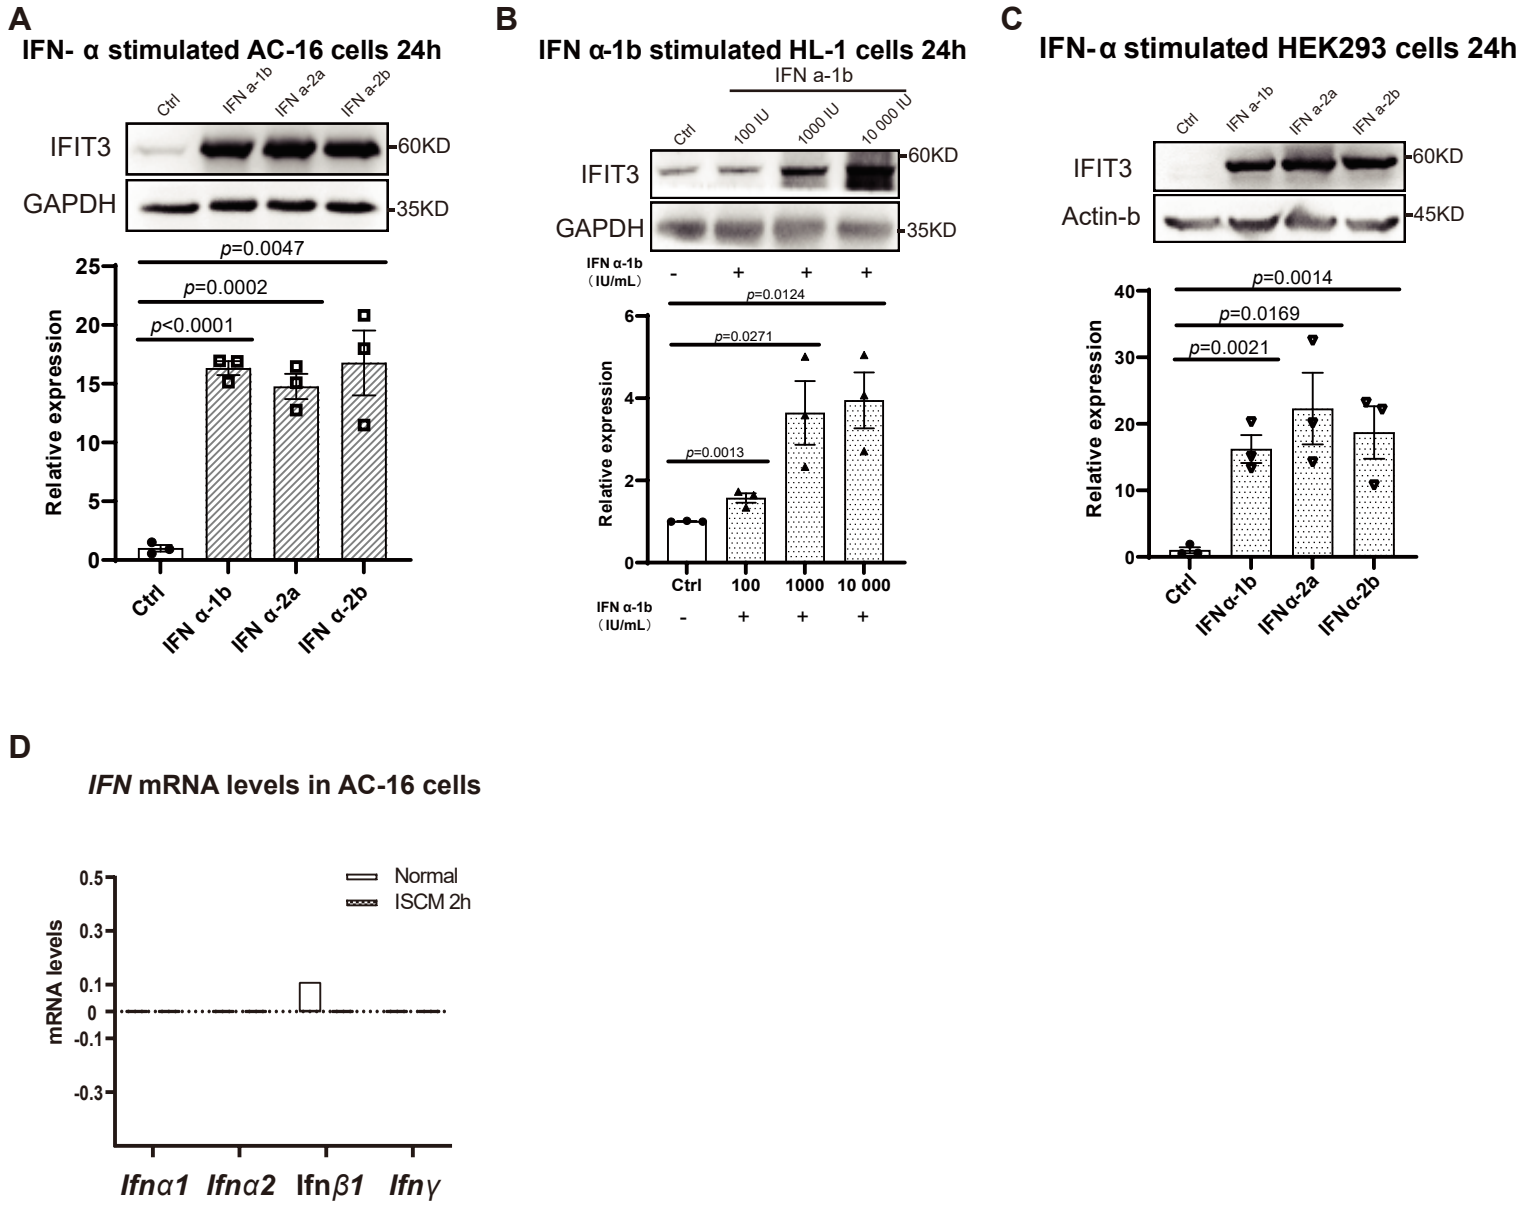 A
IFN- α stimulated AC-16 cells 24h
Ctrl
IFN a-1b
IFN a-2a
IFN a-2b
IFIT3
60KD
GAPDH
35KD
p=0.0047
p=0.0002
p<0.0001
Relative expression
25
20
15
10
5
0
Ctrl
IFN α-1b
IFN α-2a
IFN α-2b
B
IFN α-1b stimulated HL-1 cells 24h
IFN a-1b
Ctrl
100 IU
1000 IU
10 000 IU
IFIT3
60KD
GAPDH
35KD
IFN α-1b
（IU/mL）
- + + +
p=0.0124
p=0.0271
p=0.0013
Relative expression
6
4
2
0
Ctrl 100 1000 10 000
IFN α-1b
（IU/mL）
- + + +
C
IFN-α stimulated HEK293 cells 24h
Ctrl
IFN a-1b
IFN a-2a
IFN a-2b
IFIT3
60KD
Actin-b
45KD
p=0.0014
p=0.0169
p=0.0021
Relative expression
40
30
20
10
0
Ctrl
IFN α-1b
IFN α-2a
IFN α-2b
D
IFN mRNA levels in AC-16 cells
Normal
ISCM 2h
mRNA levels
0.5
0.3
0.1
0
-0.1
-0.3
Ifnα1 Ifnα2 Ifnβ1 Ifnγ